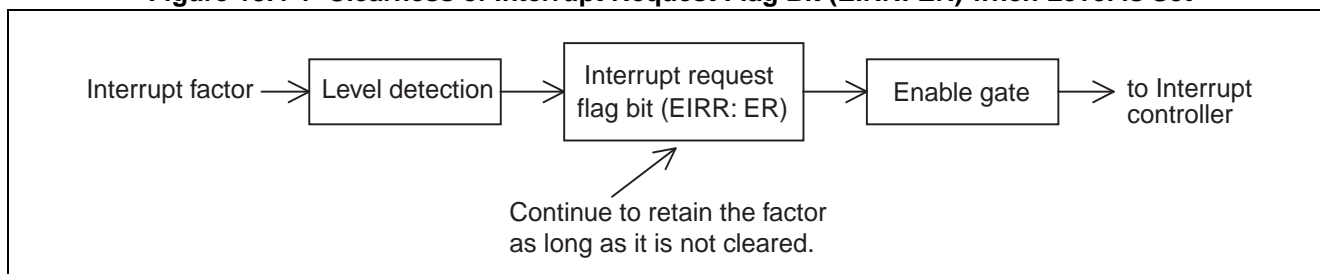 Interrupt factor
Level detection
Interrupt request
flag bit (EIRR: ER)
Enable gate
to Interrupt
controller
Continue to retain the factor
as long as it is not cleared.